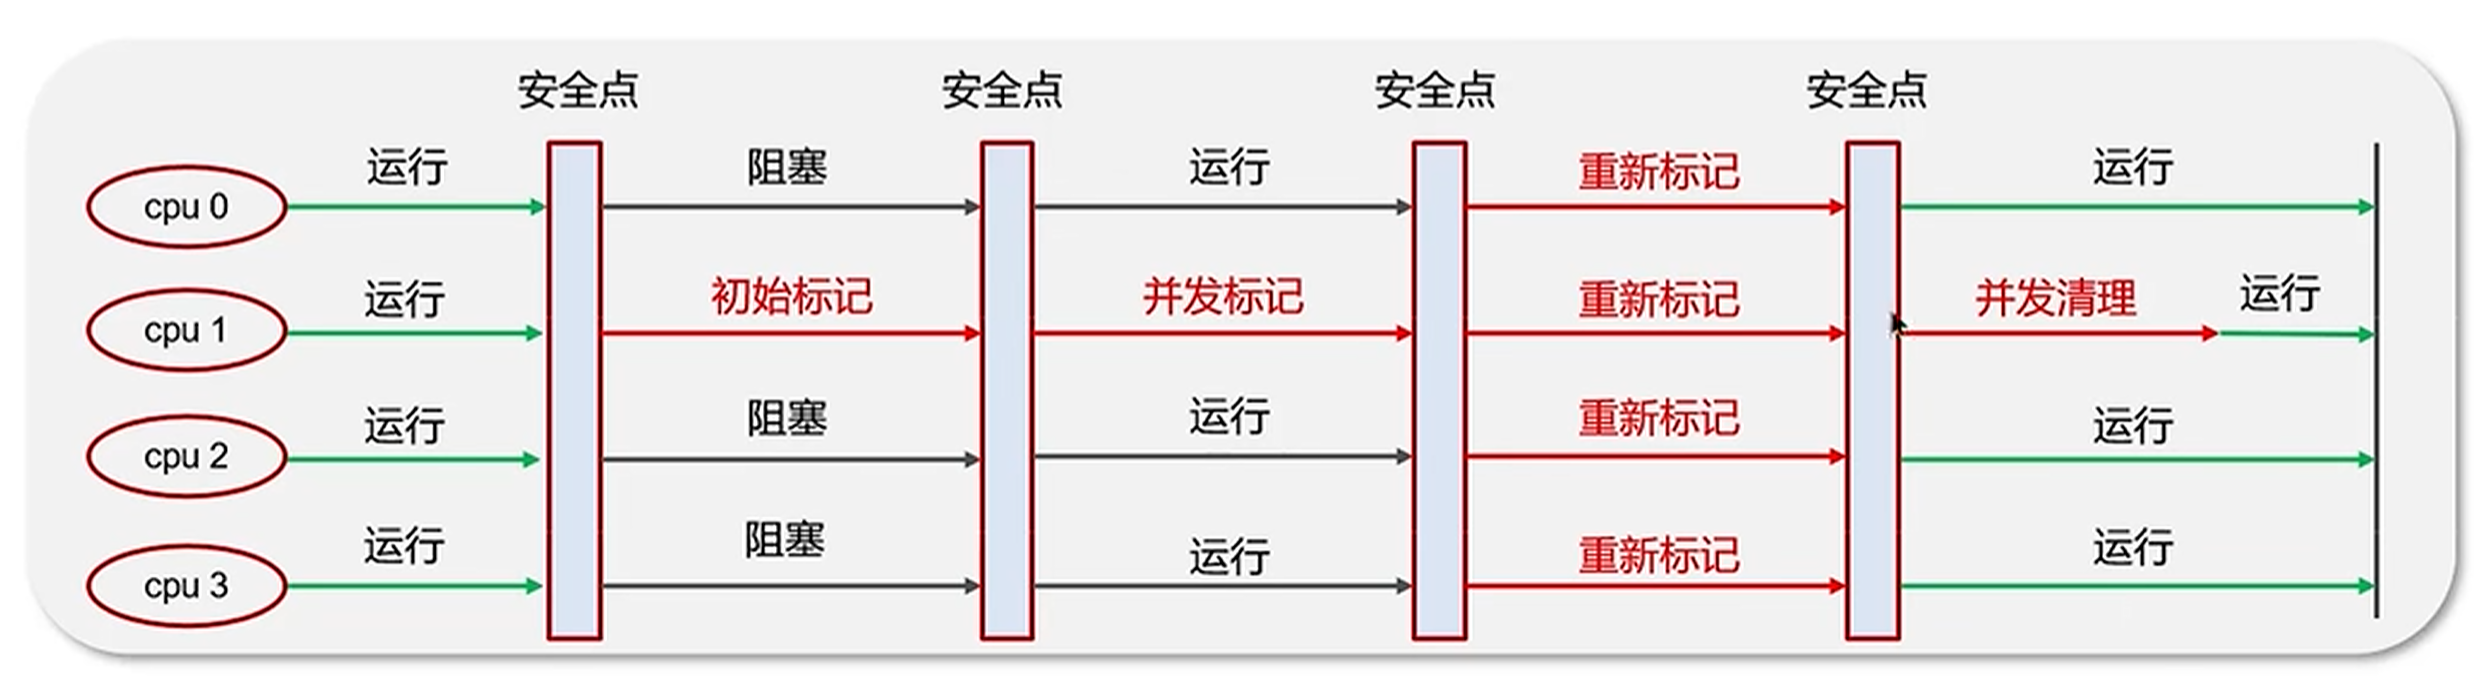 安全点 安全点 安全点 安全点
运行 阻塞 运行 重新标记 运行
cpu 0
运行 初始标记 并发标记 重新标记 并发清理 运行
cpu 1
运行 阻塞 运行 重新标记 运行
cpu 2
运行 阻塞 运行 重新标记 运行
cpu 3